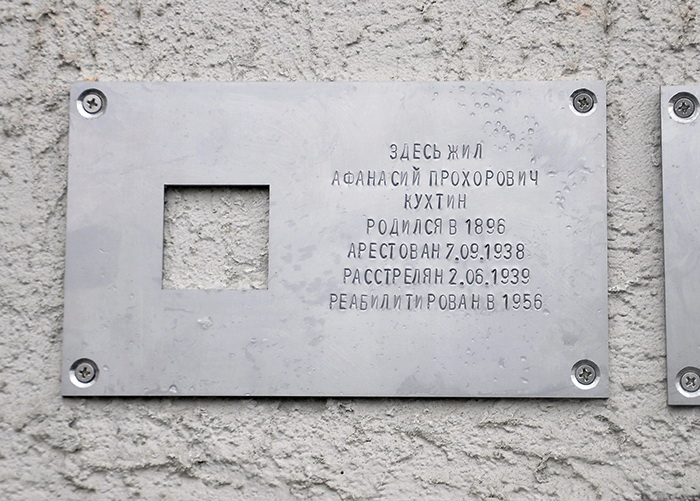 ЗДЕСЬ ЖИЛ
АФАНАСИЙ ПРОХОРОВИЧ
КУХТИН
РОДИЛСЯ В 1896
АРЕСТОВАН 7.09.1938
РАССТРЕЛЯН 2.06.1939
РЕАБИЛИТИРОВАН В 1956